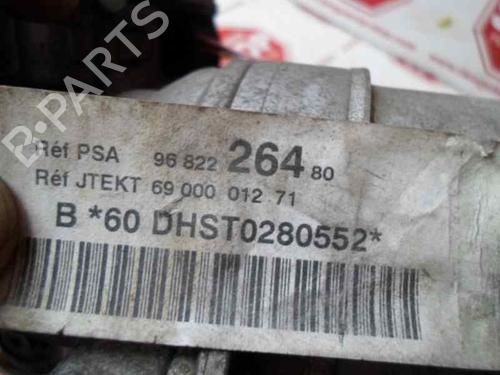 Réf PSA 96 822 264 80
Réf JTEKT 69 000 012 71
B *60 DHST0280552*
B-PARTS